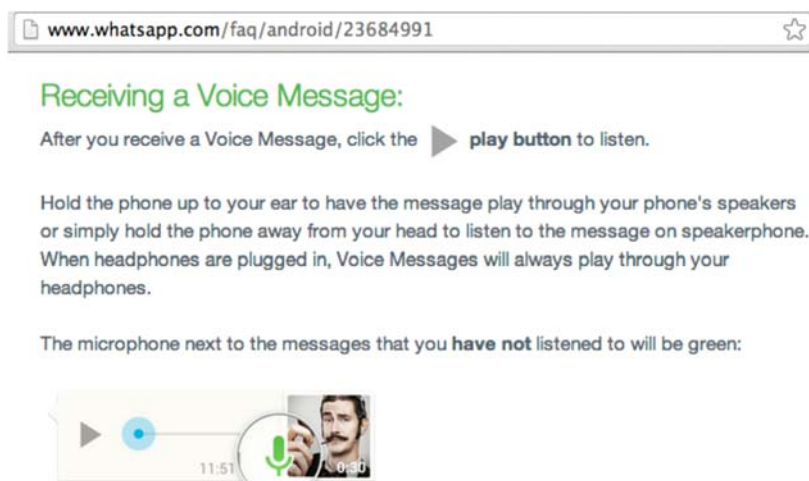 www.whatsapp.com/faq/android/23684991
Receiving a Voice Message:
After you receive a Voice Message, click the play button to listen.
Hold the phone up to your ear to have the message play through your phone's speakers
or simply hold the phone away from your head to listen to the message on speakerphone.
When headphones are plugged in, Voice Messages will always play through your
headphones.
The microphone next to the messages that you have not listened to will be green:
11:51 0:30